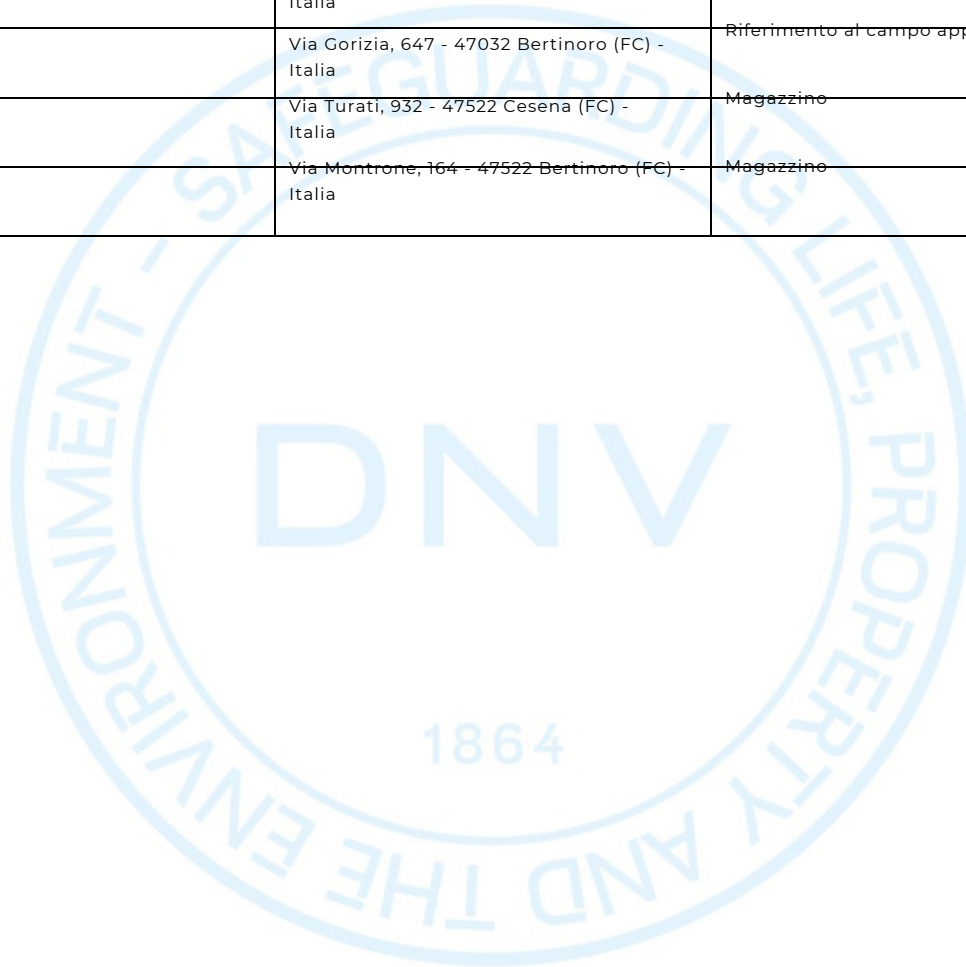 Italia
Riferimento al campo app
Via Gorizia, 647 - 47032 Bertinoro (FC) -
Italia
Magazzino
Via Turati, 932 - 47522 Cesena (FC) -
Italia
Magazzino
Via Montrone, 164 - 47522 Bertinoro (FC) -
Italia
SAFEGUARDING LIFE, PROPERTY AND THE ENVIRONMENT -
DNV
1864